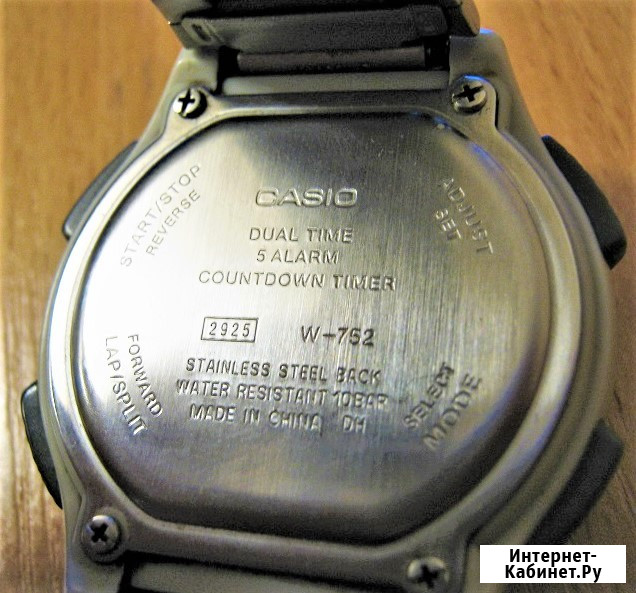 CASIO
DUAL TIME
5 ALARM
COUNTDOWN TIMER
2925 W-752
STAINLESS STEEL BACK
WATER RESISTANT 10BAR
MADE IN CHINA DH
START/STOP
REVERSE
ADJUST
SET
FORWARD
LAP/SPLIT
SELECT
MODE
Интернет-
Кабинет.Ру